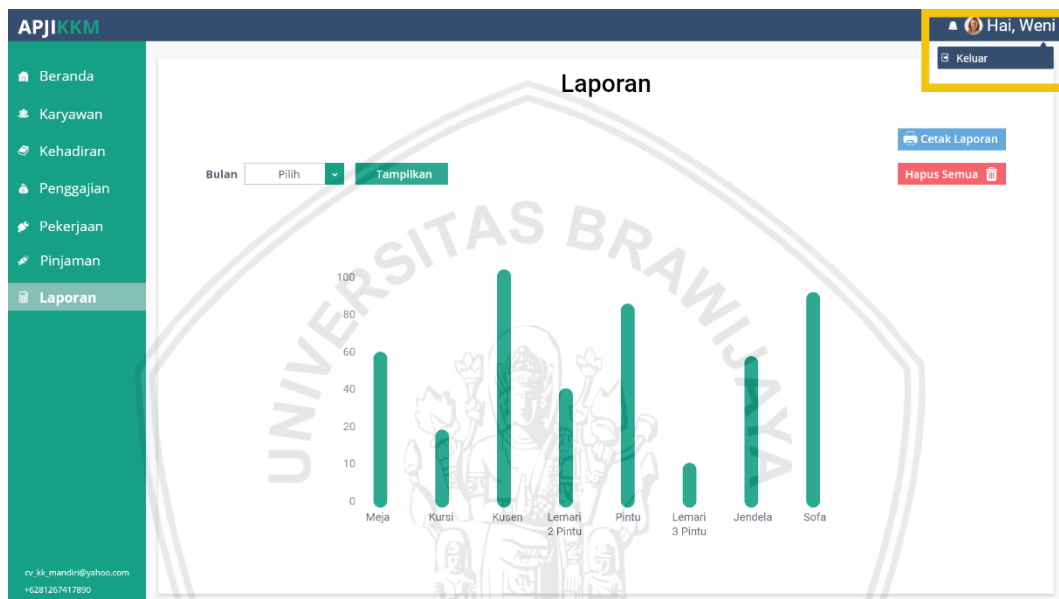 APJIKKM
Hai, Weni
Keluar
Beranda
Karyawan
Kehadiran
Penggajian
Pekerjaan
Pinjaman
Laporan
cv_kk_mandiri@yahoo.com
+6281267417890
Laporan
Cetak Laporan
Bulan Pilih Tampilkan
Hapus Semua
100
80
60
40
20
10
0
Meja Kursi Kusen Lemari 2 Pintu Pintu Lemari 3 Pintu Jendela Sofa
UNIVERSITAS BRAWIJAYA